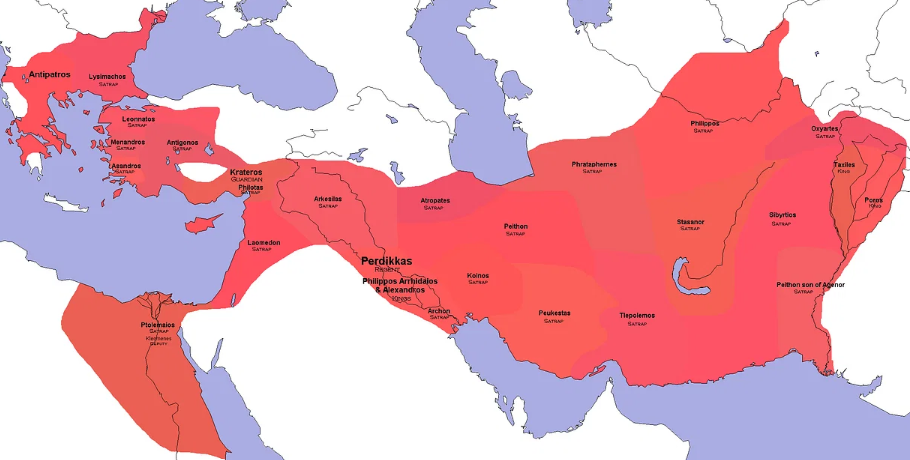 Antipatros
Lysimachos
SATRAP
Leonnatos
SATRAP
Menandros
SATRAP
Antigonos
SATRAP
Asandros
SATRAP
Krateros
GUARDIAN
Philotas
SATRAP
Arkesilas
SATRAP
Laomedon
SATRAP
Atropates
SATRAP
Perdikkas
REGENT
Philippos Arrhidaios
& Alexandros
KINGS
Archon
SATRAP
Ptolemaios
SATRAP
Kleomenes
DEPUTY
Peithon
SATRAP
Koinos
SATRAP
Peukestas
SATRAP
Tlepolemos
SATRAP
Phrataphernes
SATRAP
Philippos
SATRAP
Stasanor
SATRAP
Sibyrtios
SATRAP
Oxyartes
SATRAP
Taxiles
KING
Poros
KING
Peithon son of Agenor
SATRAP